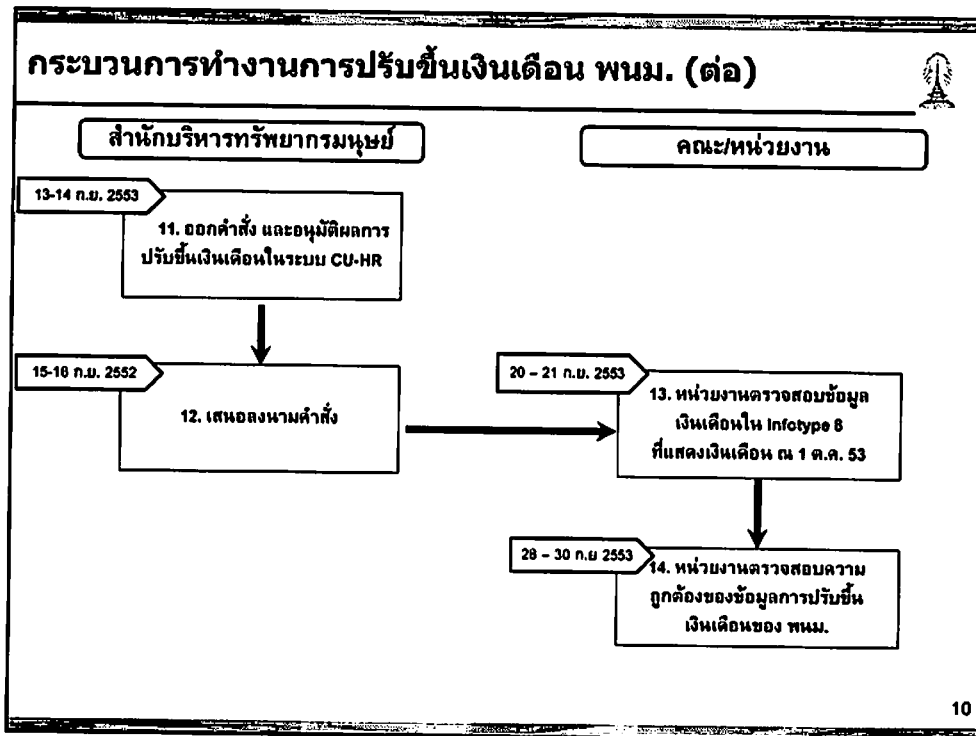 กระบวนการทำงานการปรับขึ้นเงินเดือน พนม. (ต่อ)
สำนักบริหารทรัพยากรมนุษย์
คณะ/หน่วยงาน
13-14 ก.ย. 2553
11. ออกคำสั่ง และอนุมัติผลการ
ปรับขึ้นเงินเดือนในระบบ CU-HR
15-16 ก.ย. 2552
12. เสนอลงนามคำสั่ง
20 – 21 ก.ย. 2553
13. หน่วยงานตรวจสอบข้อมูล
เงินเดือนใน Infotype 8
ที่แสดงเงินเดือน ณ 1 ต.ค. 53
28 – 30 ก.ย 2553
14. หน่วยงานตรวจสอบความ
ถูกต้องของข้อมูลการปรับขึ้น
เงินเดือนของ พนม.
10